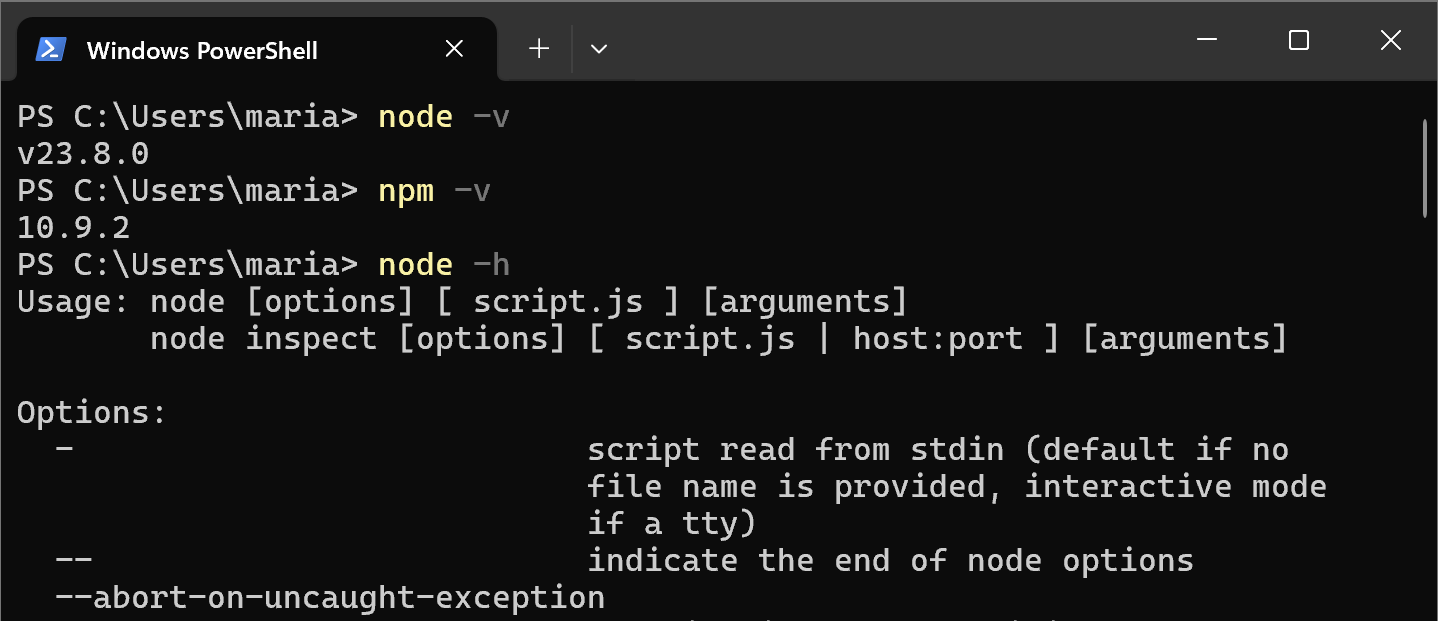 Windows PowerShell
PS C:\Users\maria> node -v
v23.8.0
PS C:\Users\maria> npm -v
10.9.2
PS C:\Users\maria> node -h
Usage: node [options] [ script.js ] [arguments]
       node inspect [options] [ script.js | host:port ] [arguments]

Options:
  -                           script read from stdin (default if no
                              file name is provided, interactive mode
                              if a tty)
  --                          indicate the end of node options
  --abort-on-uncaught-exception